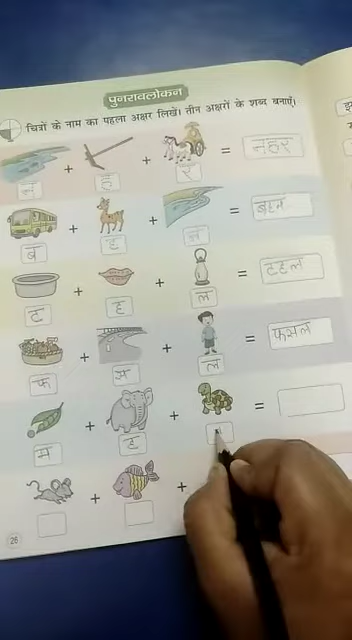 पुनरावलोकन
चित्रों के नाम का पहला अक्षर लिखें। तीन अक्षरों के शब्द बनाएँ।
+ + = नहर
न ह र
+ + = बहन
ब ह न
+ + = टहल
ट ह ल
+ + = फसल
फ स ल
+ + =
म ह
+ +
26